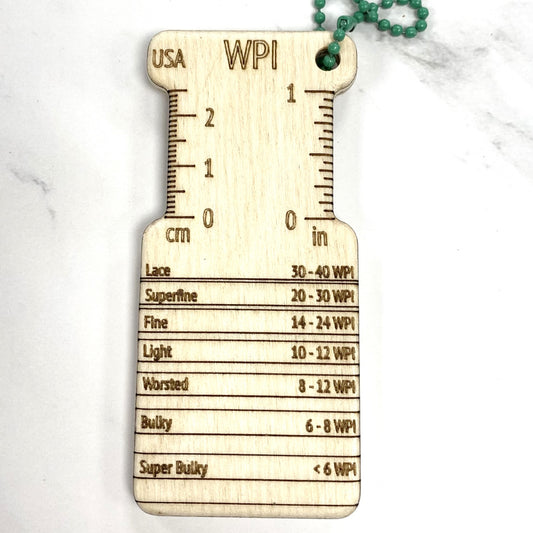 USA WPI
1
2
1
0 0
cm in
Lace 30 - 40 WPI
Superfine 20 - 30 WPI
Fine 14 - 24 WPI
Light 10 - 12 WPI
Worsted 8 - 12 WPI
Bulky 6 - 8 WPI
Super Bulky < 6 WPI